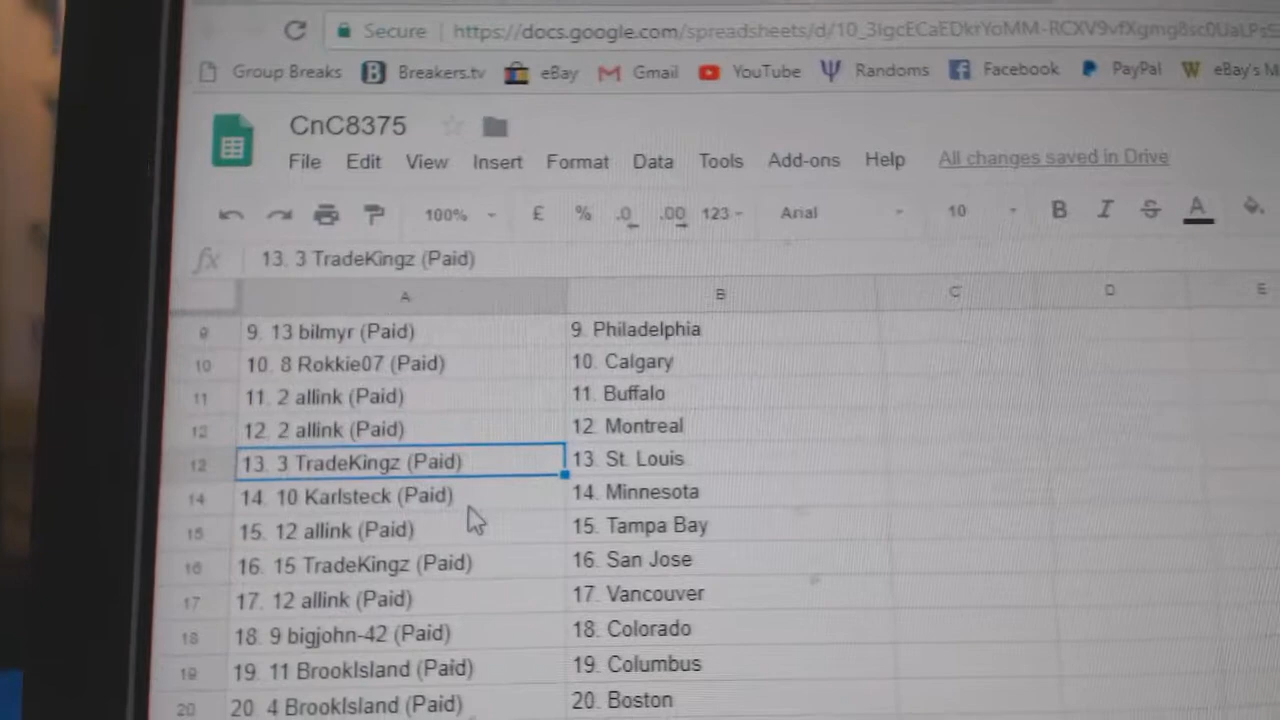 Secure | https://docs.google.com/spreadsheets/d/10_3IgcECaEDkrYoMM-RCXV9vfXgmg8sc0UaLPsS
Group Breaks Breakers.tv eBay Gmail YouTube Randoms Facebook PayPal eBay's M
CnC8375
File Edit View Insert Format Data Tools Add-ons Help All changes saved in Drive
100% £ % .0 .00 123 Arial 10 B I S A
fx 13. 3 TradeKingz (Paid)
A B C D E
9 9. 13 bilmyr (Paid) 9. Philadelphia
10 10. 8 Rokkie07 (Paid) 10. Calgary
11 11. 2 allink (Paid) 11. Buffalo
12. 2 allink (Paid) 12. Montreal
13. 3 TradeKingz (Paid) 13. St. Louis
14 14. 10 Karlsteck (Paid) 14. Minnesota
15 15. 12 allink (Paid) 15. Tampa Bay
16 16. 15 TradeKingz (Paid) 16. San Jose
17 17. 12 allink (Paid) 17. Vancouver
18 18. 9 bigjohn-42 (Paid) 18. Colorado
19 19. 11 BrookIsland (Paid) 19. Columbus
20 20. 4 BrookIsland (Paid) 20. Boston